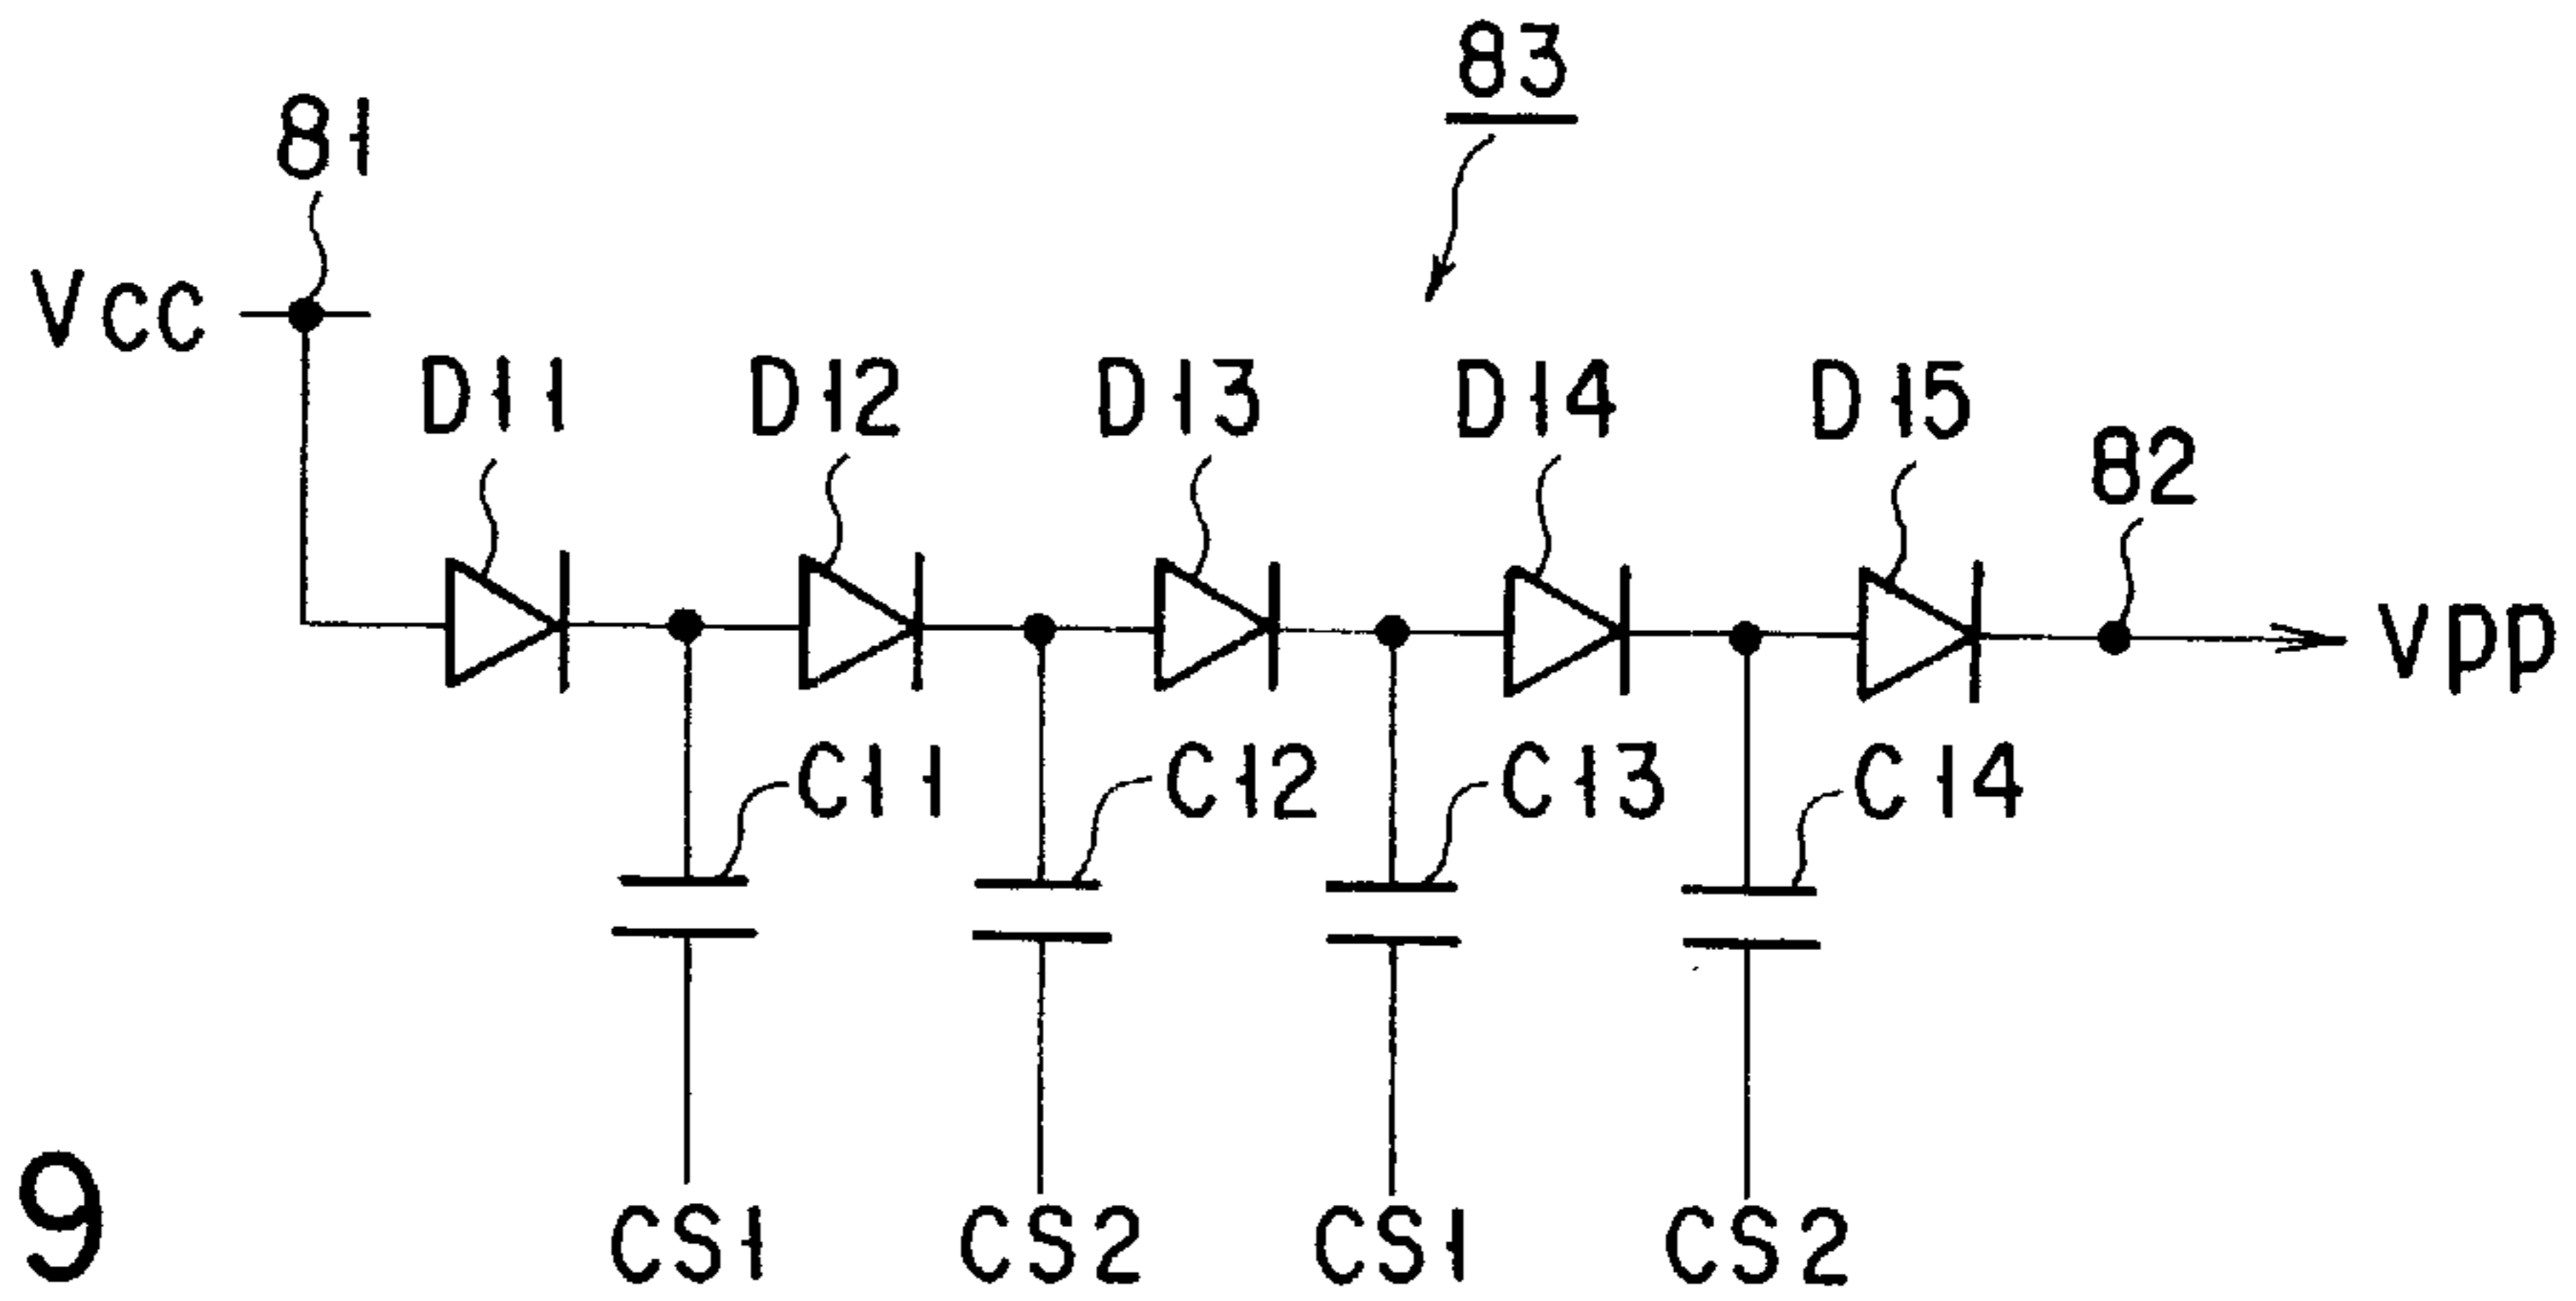 83
81
Vcc
D11 D12 D13 D14 D15
82
Vpp
C11 C12 C13 C14
CS1 CS2 CS1 CS2
9